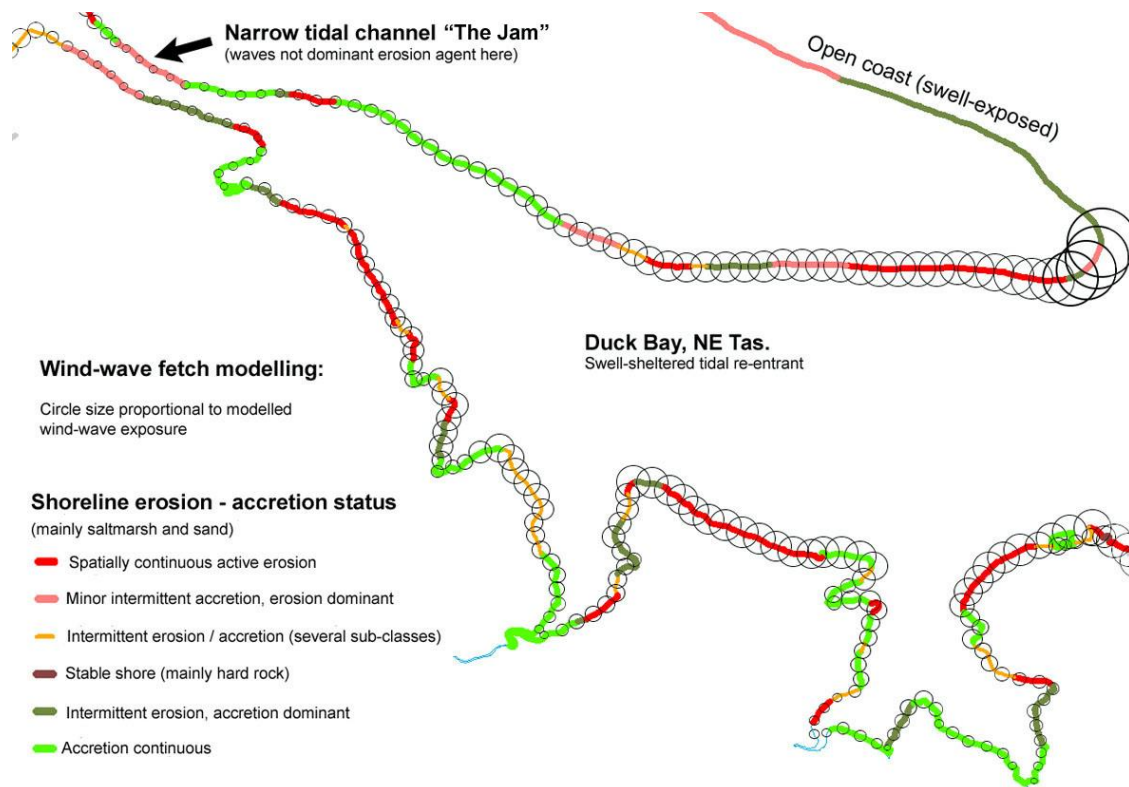 Narrow tidal channel “The Jam”
(waves not dominant erosion agent here)
Open coast (swell-exposed)
Duck Bay, NE Tas.
Swell-sheltered tidal re-entrant
Wind-wave fetch modelling:
Circle size proportional to modelled
wind-wave exposure
Shoreline erosion - accretion status
(mainly saltmarsh and sand)
Spatially continuous active erosion
Minor intermittent accretion, erosion dominant
Intermittent erosion / accretion (several sub-classes)
Stable shore (mainly hard rock)
Intermittent erosion, accretion dominant
Accretion continuous